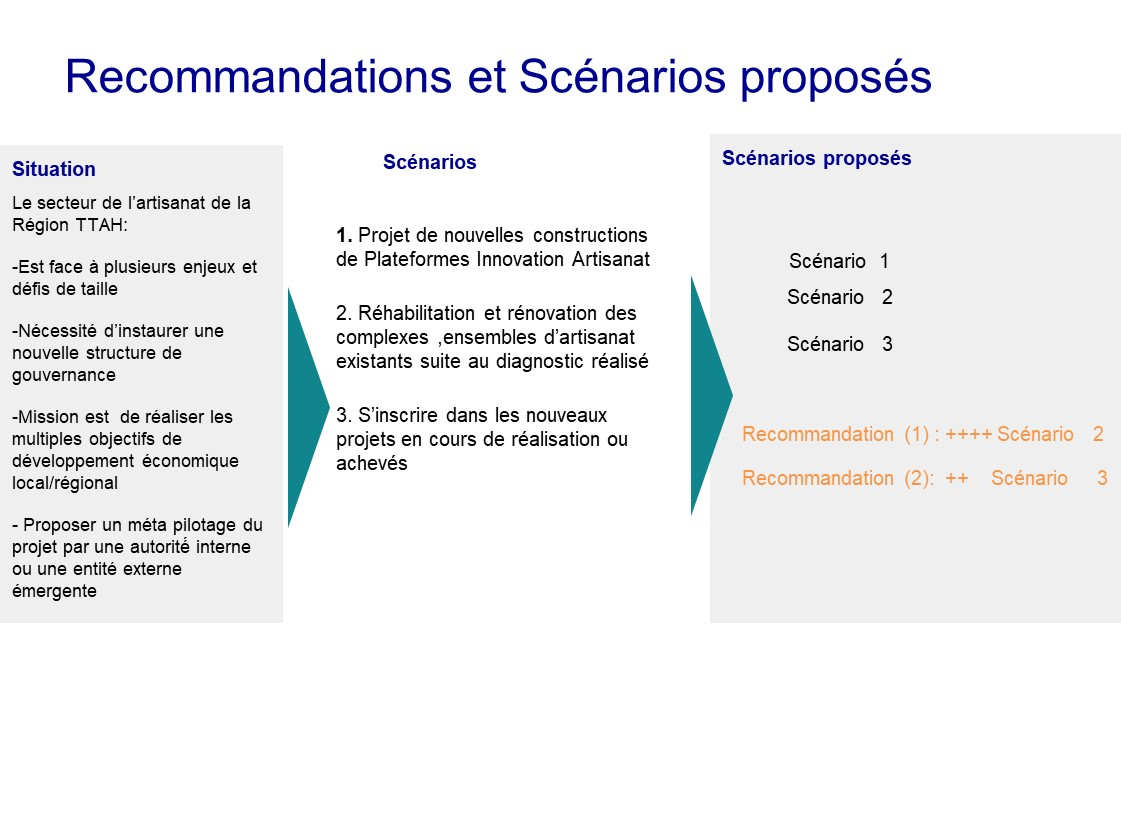 Recommandations et Scénarios proposés
Situation
Le secteur de l’artisanat de la
Région TTAH:
-Est face à plusieurs enjeux et
défis de taille
-Nécessité d’instaurer une
nouvelle structure de
gouvernance
-Mission est de réaliser les
multiples objectifs de
développement économique
local/régional
- Proposer un méta pilotage du
projet par une autorité́ interne
ou une entité externe
émergente
Scénarios
1. Projet de nouvelles constructions
de Plateformes Innovation Artisanat
2. Réhabilitation et rénovation des
complexes ,ensembles d’artisanat
existants suite au diagnostic réalisé
3. S’inscrire dans les nouveaux
projets en cours de réalisation ou
achevés
Scénarios proposés
Scénario 1
Scénario 2
Scénario 3
Recommandation (1) : ++++ Scénario 2
Recommandation (2): ++ Scénario 3